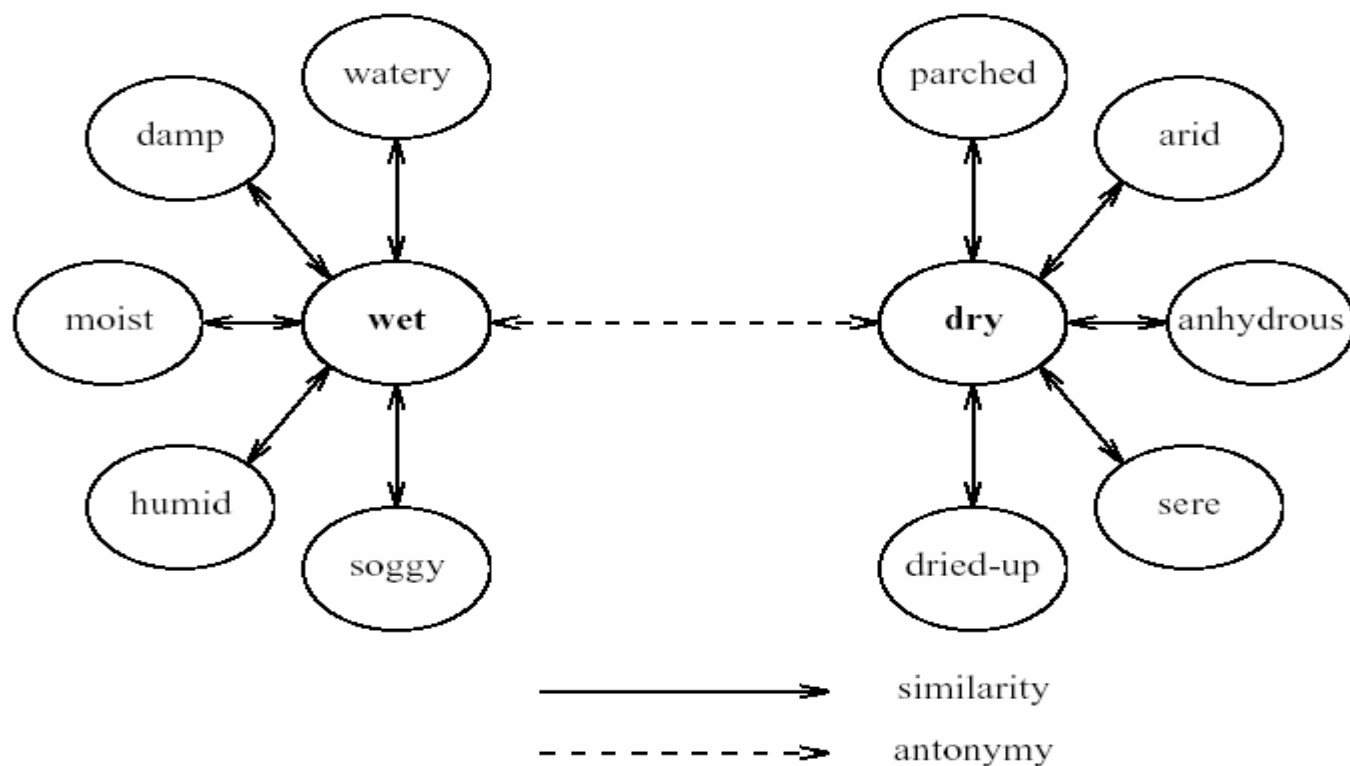 watery
parched
damp
arid
moist
wet
dry
anhydrous
humid
sere
soggy
dried-up
similarity
antonymy